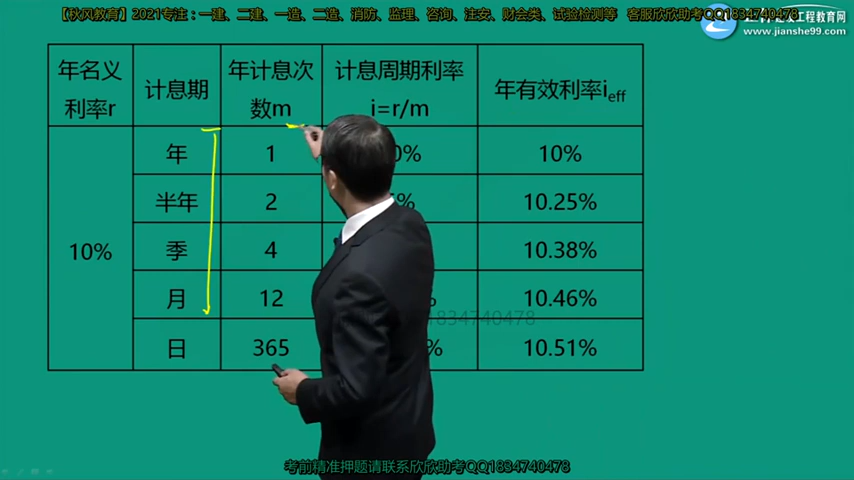 【秋风教育】2021专注：一建、二建、一造、二造、消防、监理、咨询、注安、财会类、试验检测等 客服欣欣助考QQ1834740478
工程教育网
www.jianshe99.com
年名义利率r 计息期 年计息次数m 计息周期利率i=r/m 年有效利率ieff
10%
年 1 0% 10%
半年 2 % 10.25%
季 4 10.38%
月 12 % 10.46%
日 365 % 10.51%
1834740478
考前精准押题请联系欣欣助考QQ1834740478